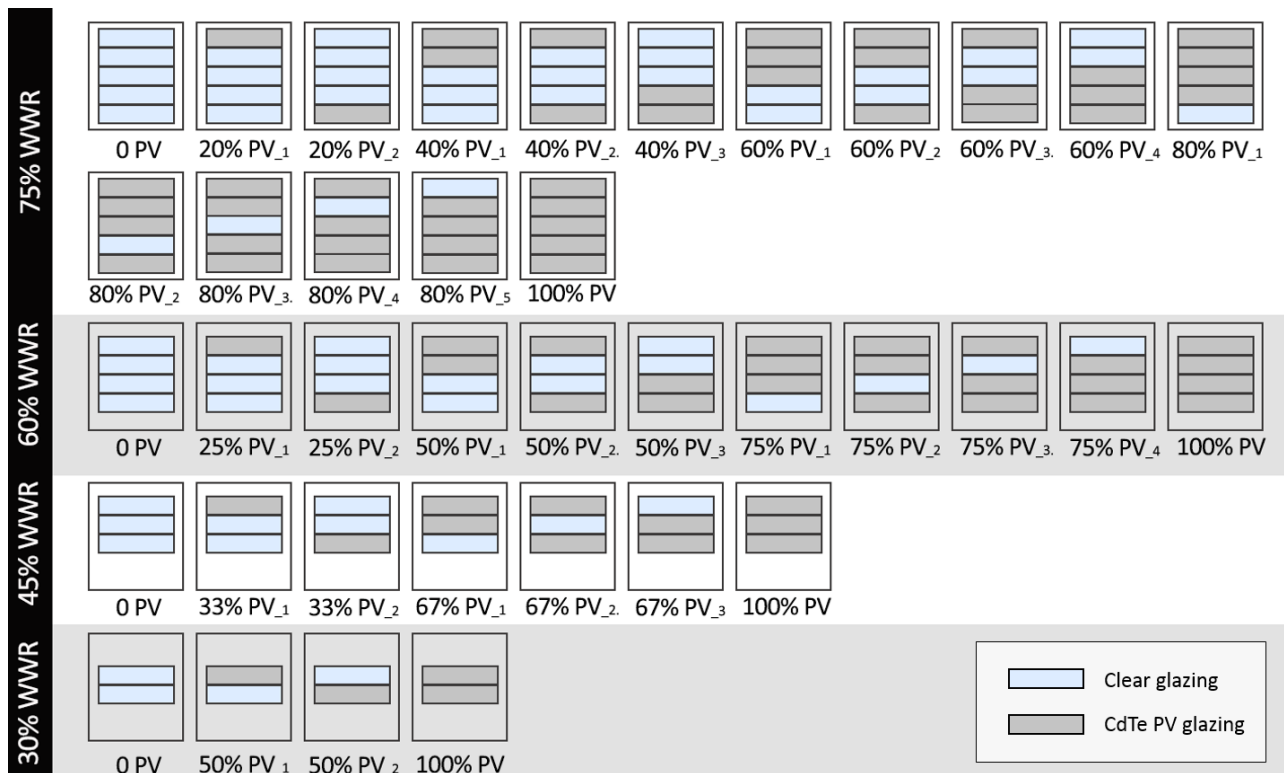 75% WWR
0 PV 20% PV_1 20% PV_2 40% PV_1 40% PV_2. 40% PV_3 60% PV_1 60% PV_2 60% PV_3. 60% PV_4 80% PV_1
80% PV_2 80% PV_3. 80% PV_4 80% PV_5 100% PV
60% WWR
0 PV 25% PV_1 25% PV_2 50% PV_1 50% PV_2. 50% PV_3 75% PV_1 75% PV_2 75% PV_3. 75% PV_4 100% PV
45% WWR
0 PV 33% PV_1 33% PV_2 67% PV_1 67% PV_2. 67% PV_3 100% PV
30% WWR
0 PV 50% PV_1 50% PV_2 100% PV
Clear glazing
CdTe PV glazing